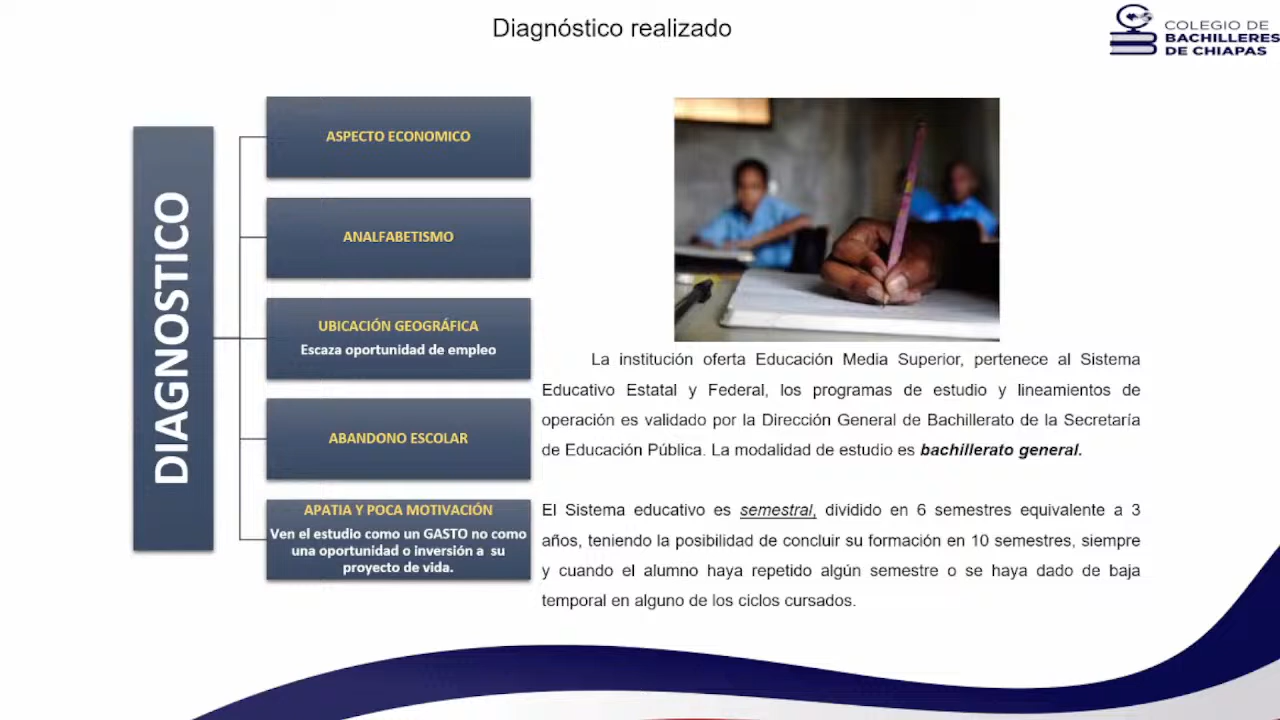 Diagnóstico realizado
COLEGIO DE
BACHILLERES
DE CHIAPAS
DIAGNOSTICO
ASPECTO ECONOMICO
ANALFABETISMO
UBICACIÓN GEOGRÁFICA
Escaza oportunidad de empleo
ABANDONO ESCOLAR
APATIA Y POCA MOTIVACIÓN
Ven el estudio como un GASTO no como
una oportunidad o inversión a su
proyecto de vida.
La institución oferta Educación Media Superior, pertenece al Sistema
Educativo Estatal y Federal, los programas de estudio y lineamientos de
operación es validado por la Dirección General de Bachillerato de la Secretaría
de Educación Pública. La modalidad de estudio es bachillerato general.
El Sistema educativo es semestral, dividido en 6 semestres equivalente a 3
años, teniendo la posibilidad de concluir su formación en 10 semestres, siempre
y cuando el alumno haya repetido algún semestre o se haya dado de baja
temporal en alguno de los ciclos cursados.